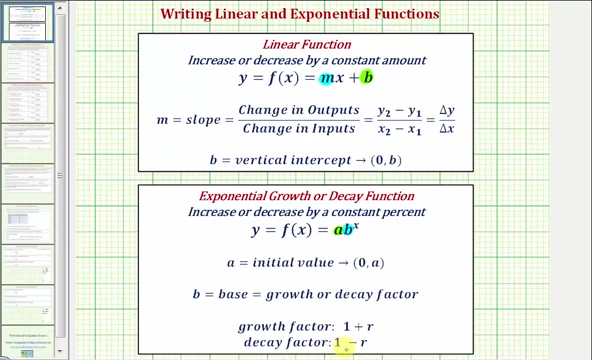 Writing Linear and Exponential Functions
Linear Function
Increase or decrease by a constant amount
y = f(x) = mx + b
m = slope = Change in Outputs / Change in Inputs = y₂ − y₁ / x₂ − x₁ = Δy / Δx
b = vertical intercept → (0, b)
Exponential Growth or Decay Function
Increase or decrease by a constant percent
y = f(x) = abˣ
a = initial value → (0, a)
b = base = growth or decay factor
growth factor: 1 + r
decay factor: 1 − r